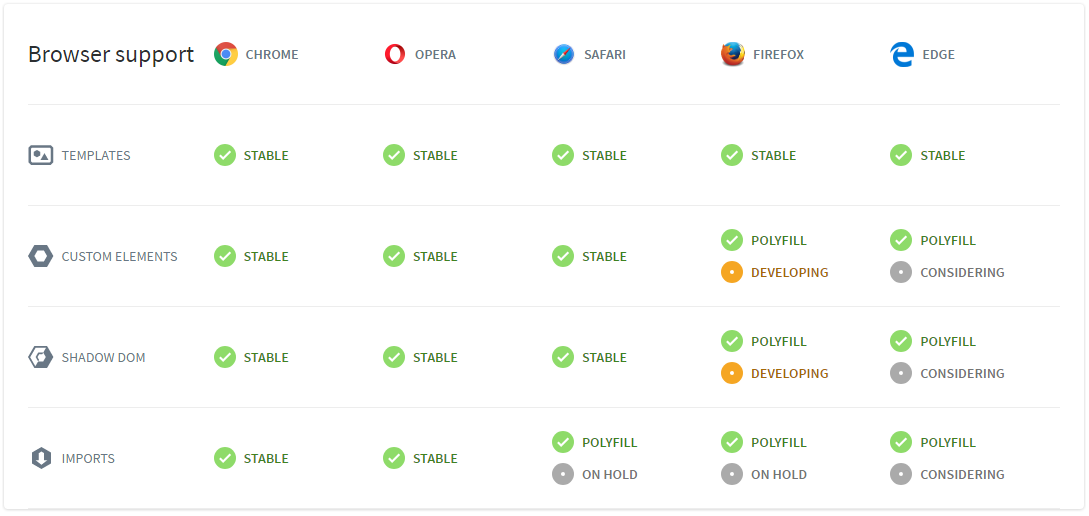 Browser support CHROME OPERA SAFARI FIREFOX EDGE
TEMPLATES STABLE STABLE STABLE STABLE STABLE
CUSTOM ELEMENTS STABLE STABLE STABLE POLYFILL POLYFILL
DEVELOPING CONSIDERING
SHADOW DOM STABLE STABLE STABLE POLYFILL POLYFILL
DEVELOPING CONSIDERING
IMPORTS STABLE STABLE POLYFILL POLYFILL POLYFILL
ON HOLD ON HOLD CONSIDERING